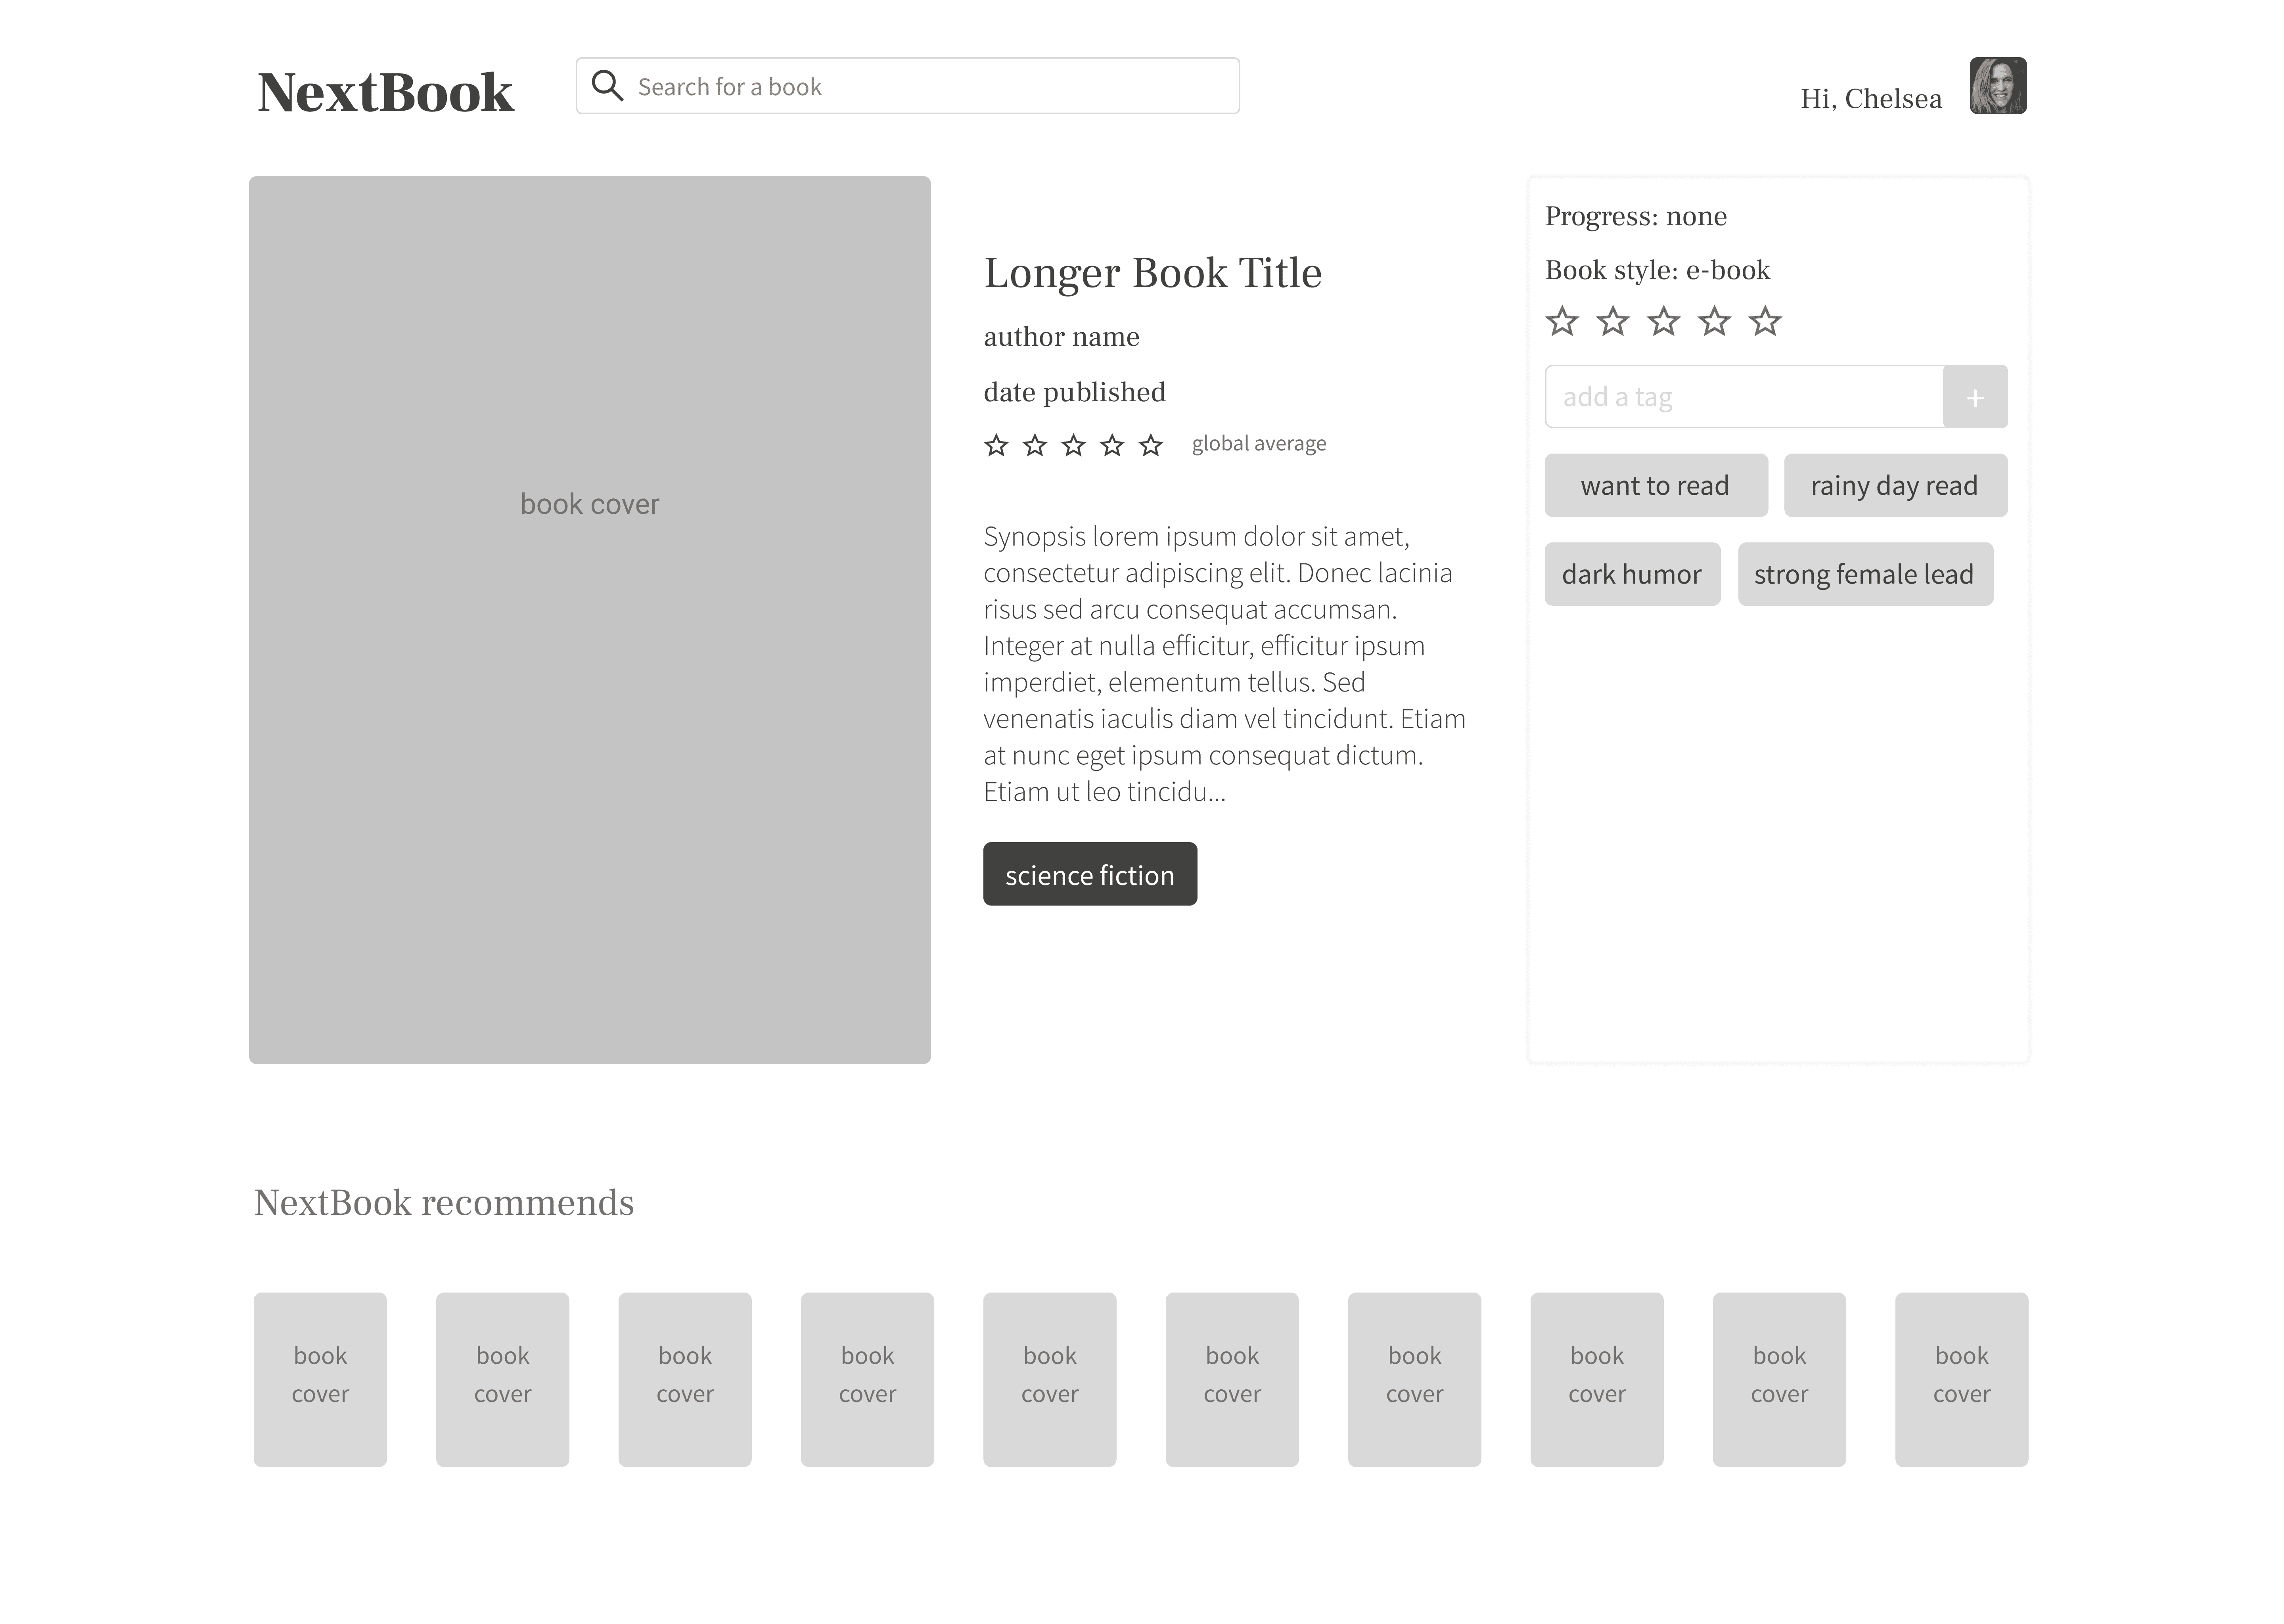 NextBook
Search for a book
Hi, Chelsea
book cover
Longer Book Title
author name
date published
global average
Synopsis lorem ipsum dolor sit amet,
consectetur adipiscing elit. Donec lacinia
risus sed arcu consequat accumsan.
Integer at nulla efficitur, efficitur ipsum
imperdiet, elementum tellus. Sed
venenatis iaculis diam vel tincidunt. Etiam
at nunc eget ipsum consequat dictum.
Etiam ut leo tincidu...
science fiction
Progress: none
Book style: e-book
add a tag +
want to read
rainy day read
dark humor
strong female lead
NextBook recommends
book
cover
book
cover
book
cover
book
cover
book
cover
book
cover
book
cover
book
cover
book
cover
book
cover